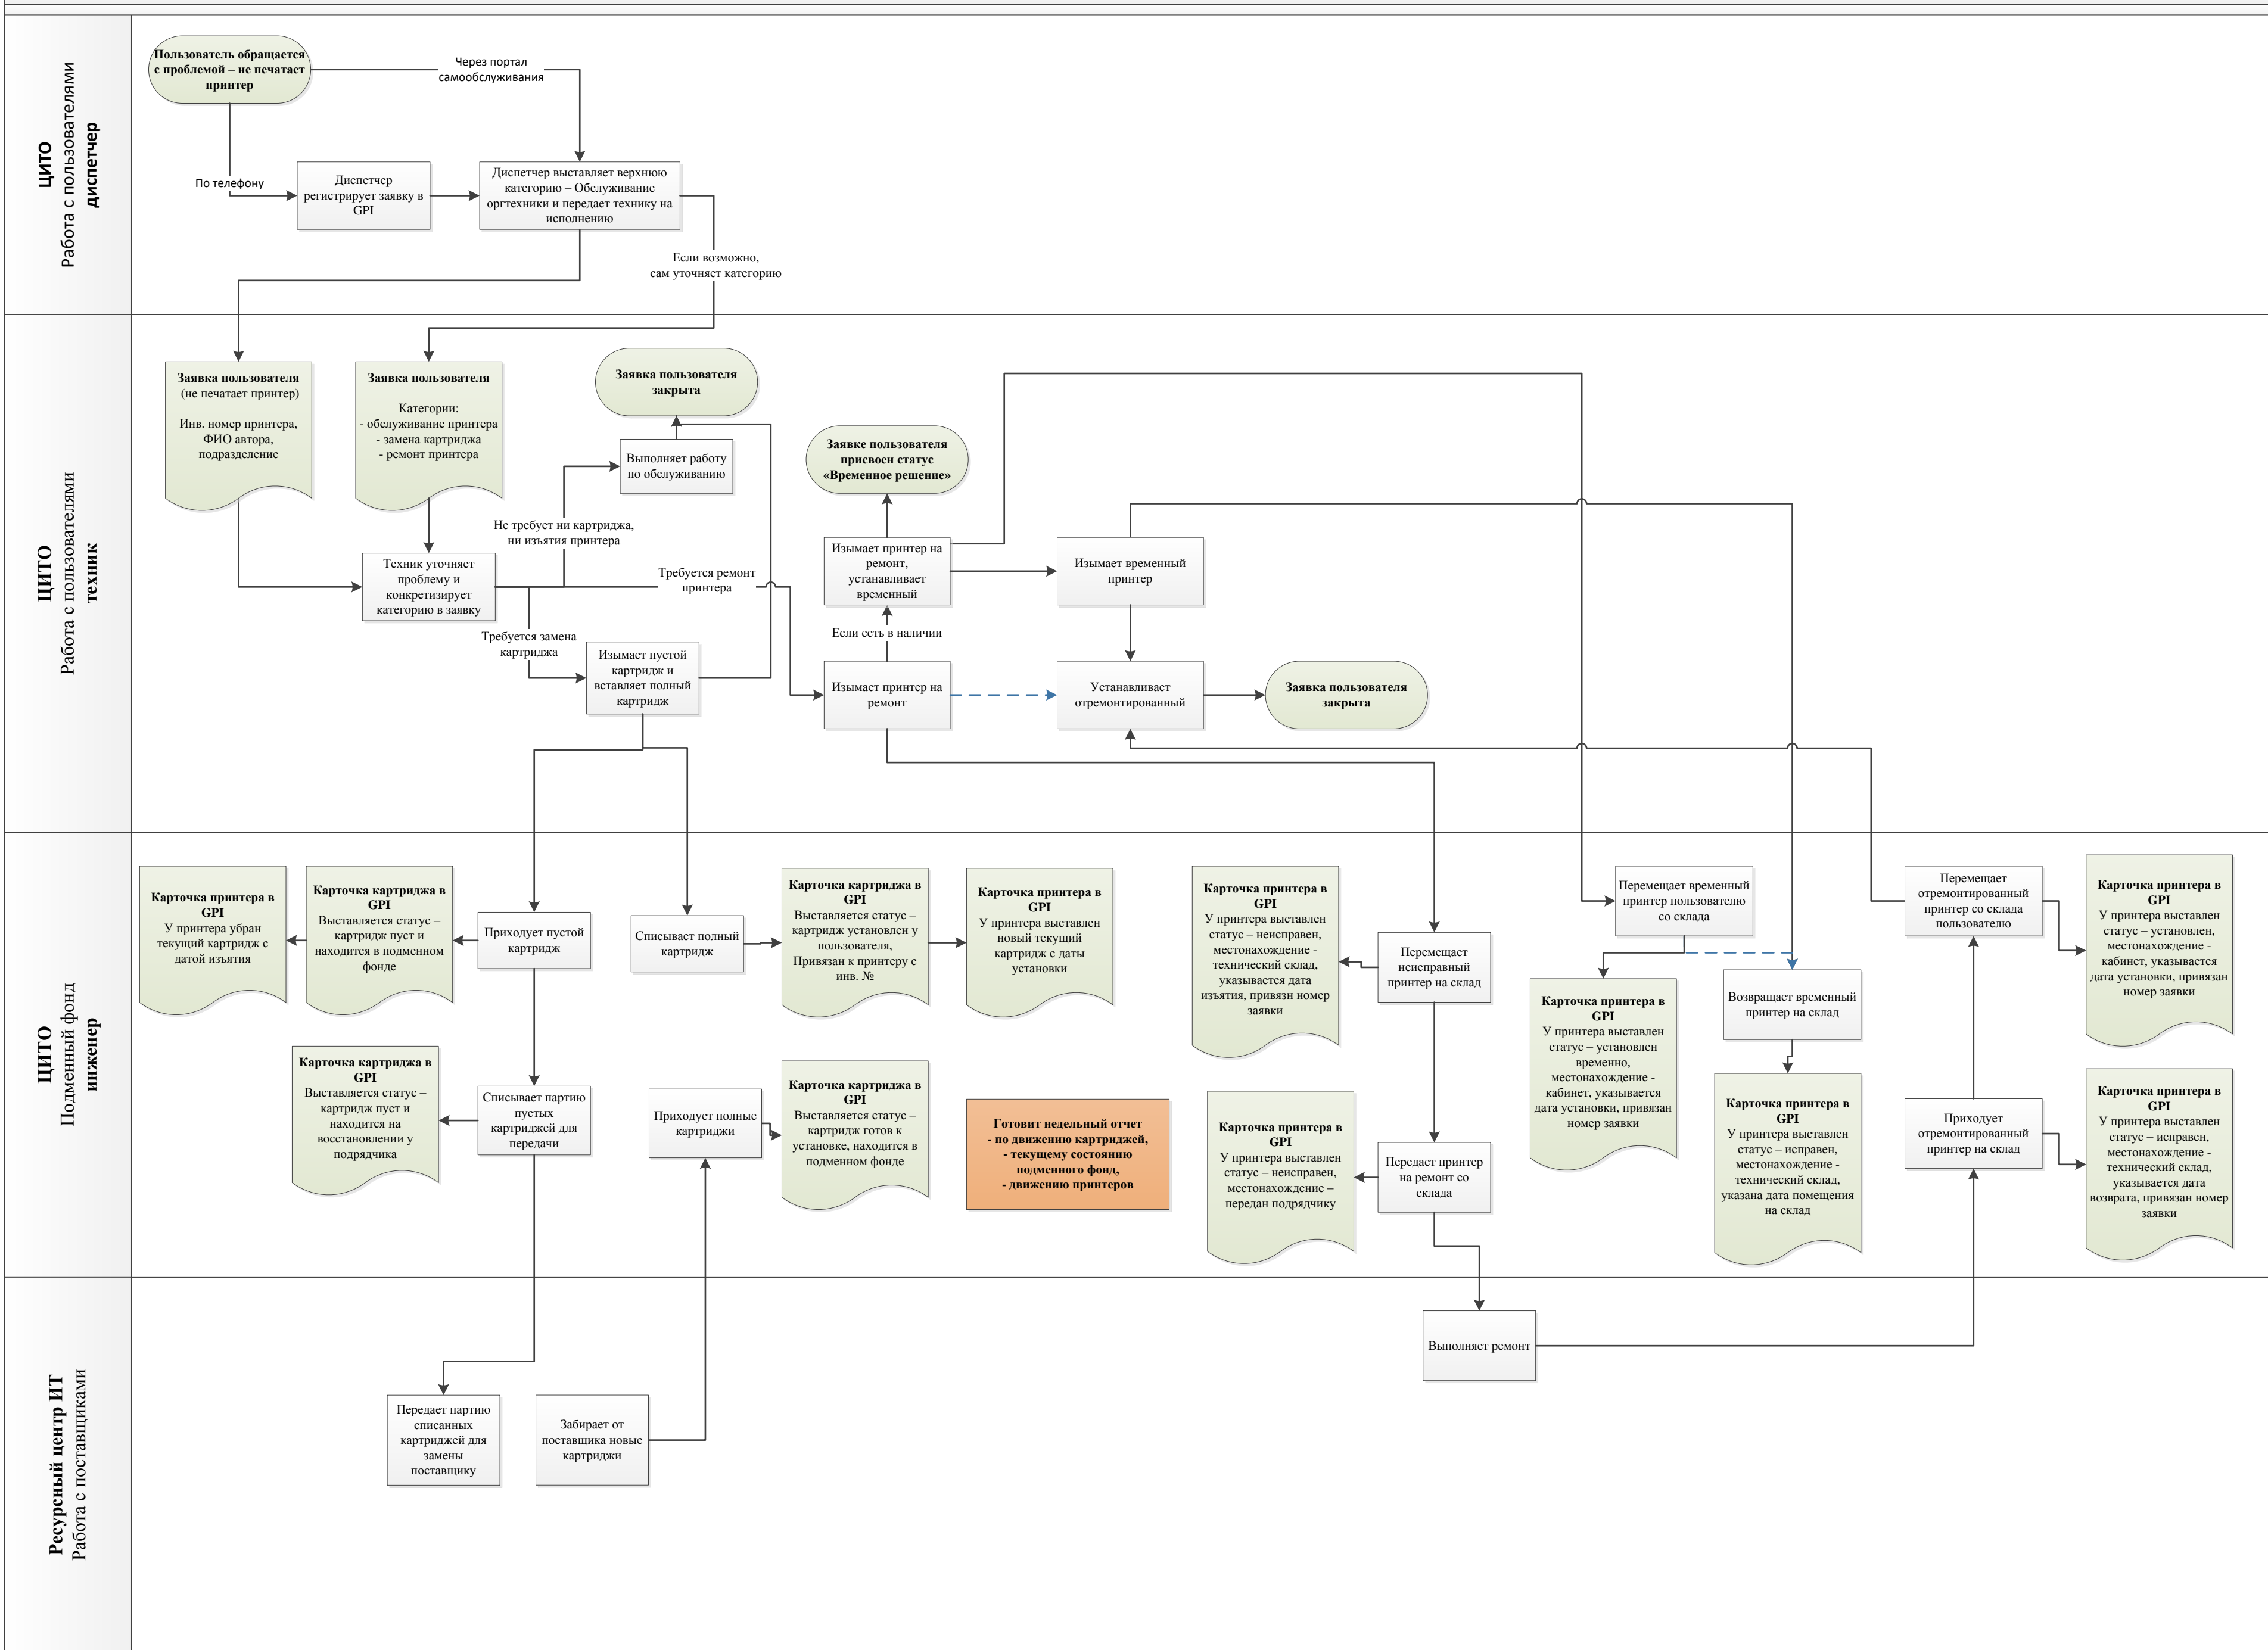 ЦИТО
Работа с пользователями
диспетчер
Пользователь обращается
с проблемой – не печатает
принтер
Через портал
самообслуживания
По телефону
Диспетчер
регистрирует заявку в
GPI
Диспетчер выставляет верхнюю
категорию – Обслуживание
оргтехники и передает технику на
исполнению
Если возможно,
сам уточняет категорию
ЦИТО
Работа с пользователями
техник
Заявка пользователя
(не печатает принтер)
Инв. номер принтера,
ФИО автора,
подразделение
Заявка пользователя
Категории:
- обслуживание принтера
- замена картриджа
- ремонт принтера
Заявка пользователя
закрыта
Выполняет работу
по обслуживанию
Не требует ни картриджа,
ни изъятия принтера
Техник уточняет
проблему и
конкретизирует
категорию в заявку
Требуется ремонт
принтера
Требуется замена
картриджа
Изымает пустой
картридж и
вставляет полный
картридж
Заявке пользователя
присвоен статус
«Временное решение»
Изымает принтер на
ремонт,
устанавливает
временный
Изымает временный
принтер
Если есть в наличии
Изымает принтер на
ремонт
Устанавливает
отремонтированный
Заявка пользователя
закрыта
ЦИТО
Подменный фонд
инженер
Карточка принтера в
GPI
У принтера убран
текущий картридж с
датой изъятия
Карточка картриджа в
GPI
Выставляется статус –
картридж пуст и
находится в подменном
фонде
Приходует пустой
картридж
Списывает полный
картридж
Карточка картриджа в
GPI
Выставляется статус –
картридж установлен у
пользователя,
Привязан к принтеру с
инв. №
Карточка принтера в
GPI
У принтера выставлен
новый текущий
картридж с даты
установки
Карточка принтера в
GPI
У принтера выставлен
статус – неисправен,
местонахождение -
технический склад,
указывается дата
изъятия, привязн номер
заявки
Перемещает
неисправный
принтер на склад
Перемещает временный
принтер пользователю
со склада
Карточка принтера в
GPI
У принтера выставлен
статус – установлен
временно,
местонахождение -
кабинет, указывается
дата установки, привязан
номер заявки
Возвращает временный
принтер на склад
Карточка принтера в
GPI
У принтера выставлен
статус – исправен,
местонахождение -
технический склад,
указана дата помещения
на склад
Перемещает
отремонтированный
принтер со склада
пользователю
Карточка принтера в
GPI
У принтера выставлен
статус – установлен,
местонахождение -
кабинет, указывается
дата установки, привязан
номер заявки
Карточка картриджа в
GPI
Выставляется статус –
картридж пуст и
находится на
восстановлении у
подрядчика
Списывает партию
пустых
картриджей для
передачи
Приходует полные
картриджи
Карточка картриджа в
GPI
Выставляется статус –
картридж готов к
установке, находится в
подменном фонде
Готовит недельный отчет
- по движению картриджей,
- текущему состоянию
подменного фонд,
- движению принтеров
Карточка принтера в
GPI
У принтера выставлен
статус – неисправен,
местонахождение –
передан подрядчику
Передает принтер
на ремонт со
склада
Приходует
отремонтированный
принтер на склад
Карточка принтера в
GPI
У принтера выставлен
статус – исправен,
местонахождение -
технический склад,
указывается дата
возврата, привязан номер
заявки
Ресурсный центр ИТ
Работа с поставщиками
Передает партию
списанных
картриджей для
замены
поставщику
Забирает от
поставщика новые
картриджи
Выполняет ремонт